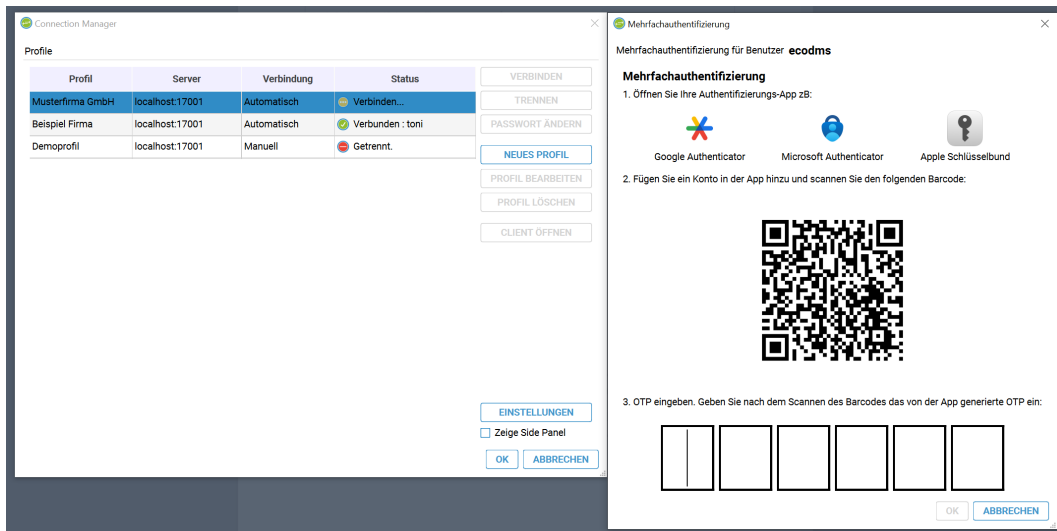 Connection Manager
Profile
Profil Server Verbindung Status
Musterfirma GmbH localhost:17001 Automatisch Verbinden...
Beispiel Firma localhost:17001 Automatisch Verbunden : toni
Demoprofil localhost:17001 Manuell Getrennt.
VERBINDEN
TRENNEN
PASSWORT ÄNDERN
NEUES PROFIL
PROFIL BEARBEITEN
PROFIL LÖSCHEN
CLIENT ÖFFNEN
EINSTELLUNGEN
Zeige Side Panel
OK ABBRECHEN
Mehrfachauthentifizierung
Mehrfachauthentifizierung für Benutzer ecodms
Mehrfachauthentifizierung
1. Öffnen Sie Ihre Authentifizierungs-App zB:
Google Authenticator Microsoft Authenticator Apple Schlüsselbund
2. Fügen Sie ein Konto in der App hinzu und scannen Sie den folgenden Barcode:
3. OTP eingeben. Geben Sie nach dem Scannen des Barcodes das von der App generierte OTP ein:
OK ABBRECHEN